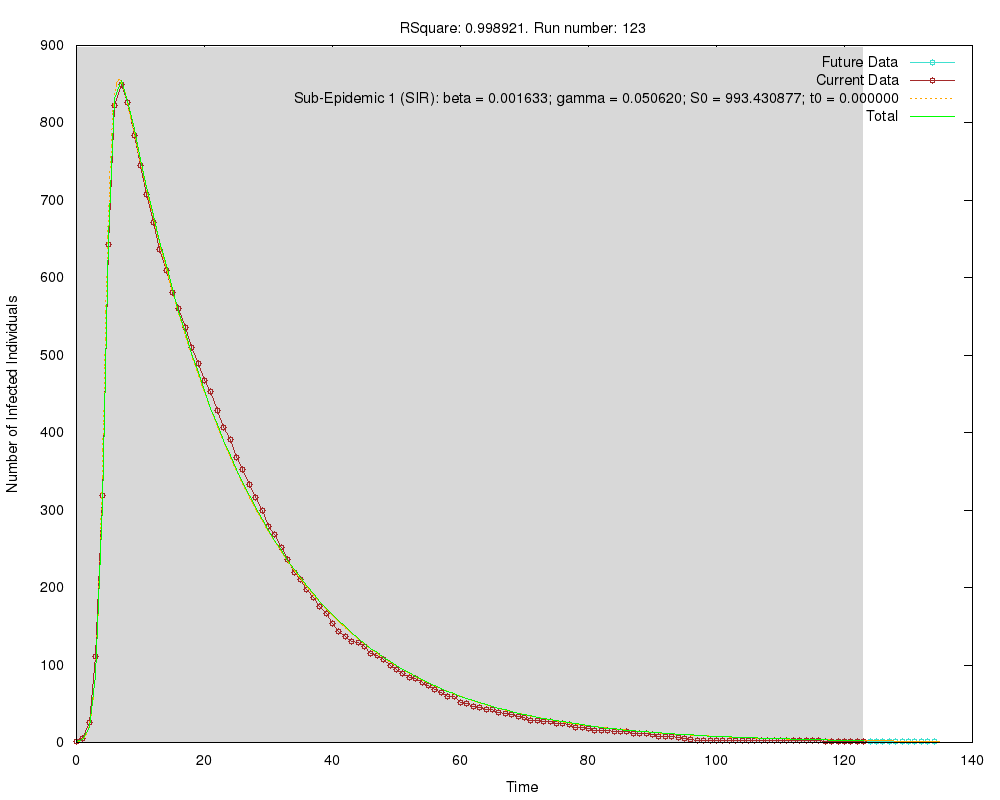 RSquare: 0.998921. Run number: 123
Future Data
Current Data
Sub-Epidemic 1 (SIR): beta = 0.001633; gamma = 0.050620; S0 = 993.430877; t0 = 0.000000
Total
Number of Infected Individuals
900
800
700
600
500
400
300
200
100
0
0 20 40 60 80 100 120 140
Time